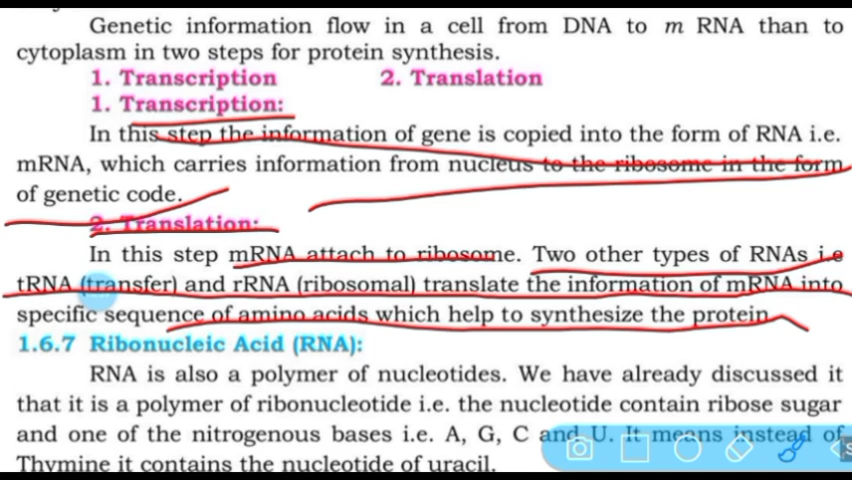 Genetic information flow in a cell from DNA to m RNA than to
cytoplasm in two steps for protein synthesis.
1. Transcription 2. Translation
1. Transcription:
In this step the information of gene is copied into the form of RNA i.e.
mRNA, which carries information from nucleus to the ribosome in the form
of genetic code.
2. Translation:
In this step mRNA attach to ribosome. Two other types of RNAs i.e
tRNA (transfer) and rRNA (ribosomal) translate the information of mRNA into
specific sequence of amino acids which help to synthesize the protein
1.6.7 Ribonucleic Acid (RNA):
RNA is also a polymer of nucleotides. We have already discussed it
that it is a polymer of ribonucleotide i.e. the nucleotide contain ribose sugar
and one of the nitrogenous bases i.e. A, G, C and U. It means instead of
Thymine it contains the nucleotide of uracil.